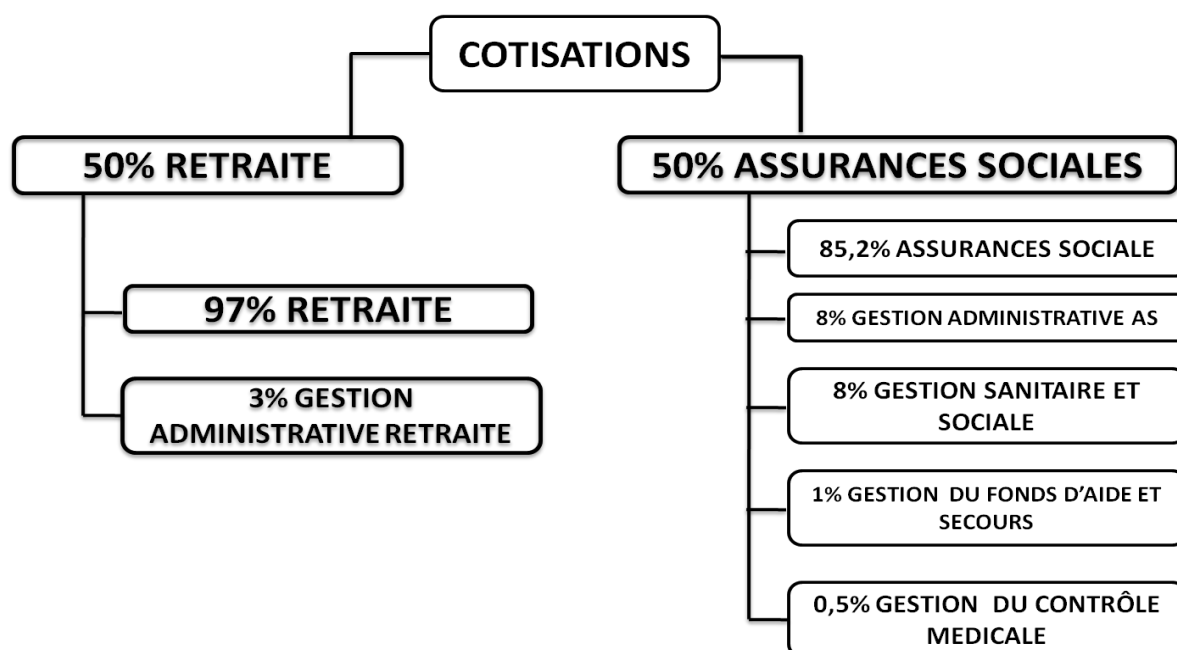 COTISATIONS
50% RETRAITE
97% RETRAITE
3% GESTION
ADMINISTRATIVE RETRAITE
50% ASSURANCES SOCIALES
85,2% ASSURANCES SOCIALE
8% GESTION ADMINISTRATIVE AS
8% GESTION SANITAIRE ET
SOCIALE
1% GESTION DU FONDS D’AIDE ET
SECOURS
0,5% GESTION DU CONTRÔLE
MEDICALE